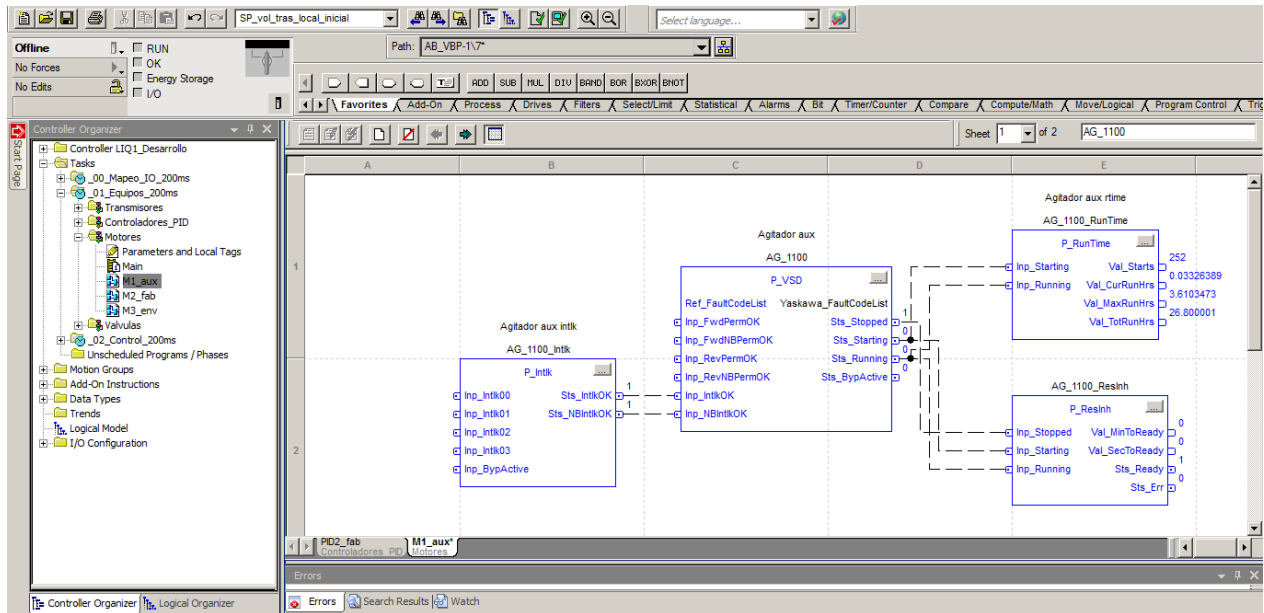 SP_vol_tras_local_inicial
Select language...
Offline
RUN
No Forces
OK
No Edits
Energy Storage
I/O
Path: AB_VBP-1\7*
ADD SUB MUL DIV BAND BOR BXOR BNOT
Favorites Add-On Process Drives Filters Select/Limit Statistical Alarms Bit Timer/Counter Compare Compute/Math Move/Logical Program Control Trig
Start Page
Controller Organizer
Controller LIQ1_Desarrollo
Tasks
_00_Mapeo_IO_200ms
_01_Equipos_200ms
Transmisores
Controladores_PID
Motores
Parameters and Local Tags
Main
M1_aux
M2_fab
M3_env
Valvulas
_02_Control_200ms
Unscheduled Programs / Phases
Motion Groups
Add-On Instructions
Data Types
Trends
Logical Model
I/O Configuration
Controller Organizer Logical Organizer
Sheet 1 of 2 AG_1100
A B C D E
1
2
Agitador aux intlk
AG_1100_Intlk
P_Intlk
Inp_Intlk00 Sts_IntlkOK 1
Inp_Intlk01 Sts_NBIntlkOK 1
Inp_Intlk02
Inp_Intlk03
Inp_BypActive
Agitador aux
AG_1100
P_VSD
Ref_FaultCodeList Yaskawa_FaultCodeList
Inp_FwdPermOK Sts_Stopped 1
Inp_FwdNBPermOK Sts_Starting 0
Inp_RevPermOK Sts_Running 0
Inp_RevNBPermOK Sts_BypActive 0
Inp_IntlkOK
Inp_NBIntlkOK
Agitador aux rtime
AG_1100_RunTime
P_RunTime
Inp_Starting Val_Starts 252
Inp_Running Val_CurRunHrs 0.03326389
Val_MaxRunHrs 3.6103473
Val_TotRunHrs 26.800001
AG_1100_ResInh
P_ResInh
Inp_Stopped Val_MinToReady 0
Inp_Starting Val_SecToReady 0
Inp_Running Sts_Ready 1
Sts_Err 0
PID2_fab
Controladores PID
M1_aux*
Motores
Errors
Errors Search Results Watch